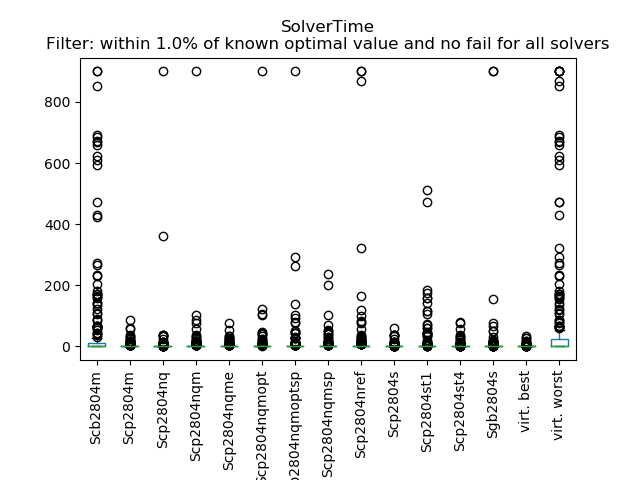 SolverTime
Filter: within 1.0% of known optimal value and no fail for all solvers
800
600
400
200
0
Scb2804m
Scp2804m
Scp2804nq
Scp2804nqm
Scp2804nqme
Scp2804nqmopt
p2804nqmoptsp
Scp2804nqmsp
Scp2804nref
Scp2804s
Scp2804st1
Scp2804st4
Sgb2804s
virt. best
virt. worst